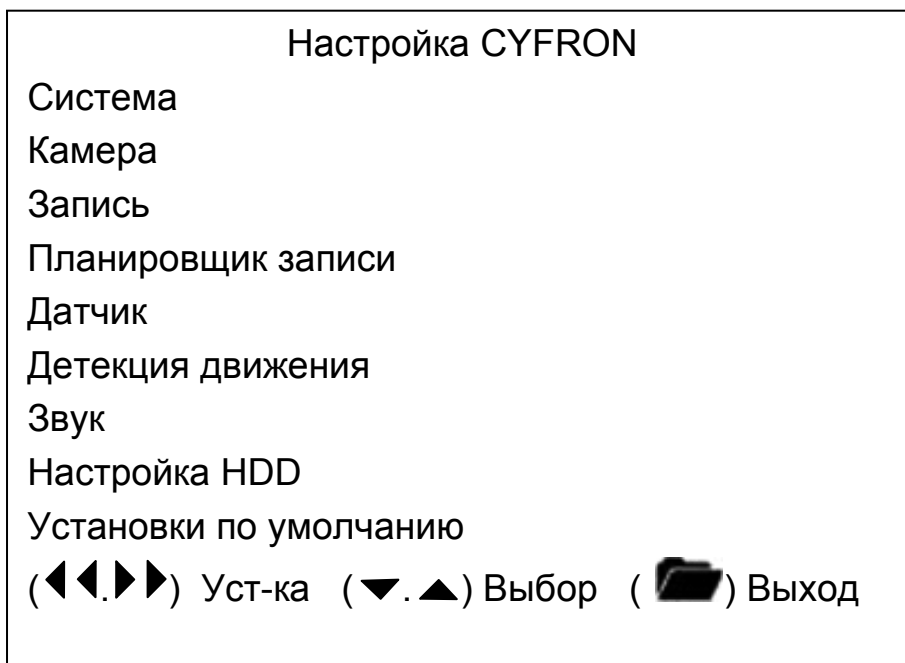 Настройка CYFRON
Система
Камера
Запись
Планировщик записи
Датчик
Детекция движения
Звук
Настройка HDD
Установки по умолчанию
(◀◀.▶▶) Уст-ка (▼.▲) Выбор ( ) Выход